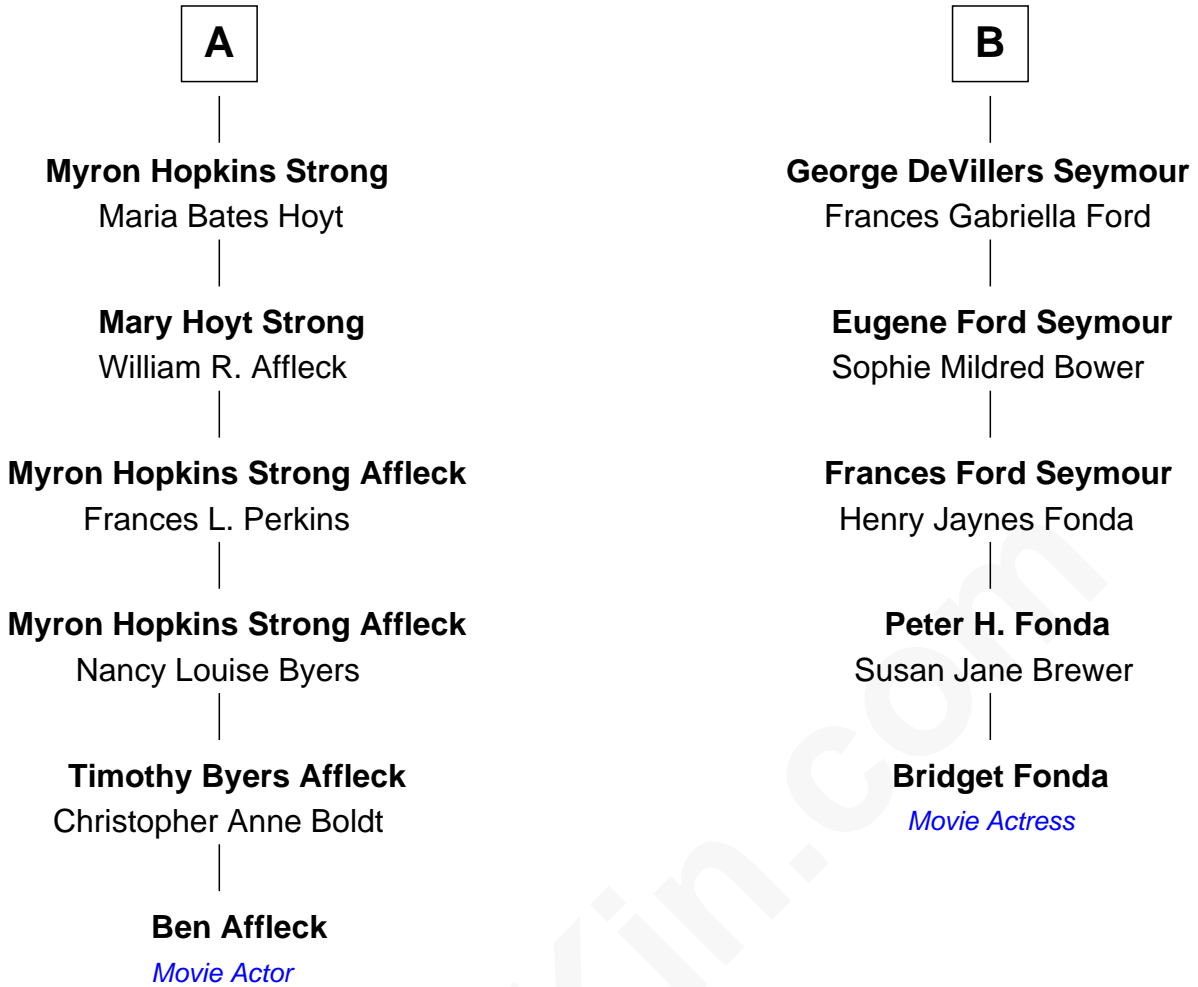 A
Myron Hopkins Strong
Maria Bates Hoyt
Mary Hoyt Strong
William R. Affleck
Myron Hopkins Strong Affleck
Frances L. Perkins
Myron Hopkins Strong Affleck
Nancy Louise Byers
Timothy Byers Affleck
Christopher Anne Boldt
Ben Affleck
Movie Actor
B
George DeVillers Seymour
Frances Gabriella Ford
Eugene Ford Seymour
Sophie Mildred Bower
Frances Ford Seymour
Henry Jaynes Fonda
Peter H. Fonda
Susan Jane Brewer
Bridget Fonda
Movie Actress
Kin.com